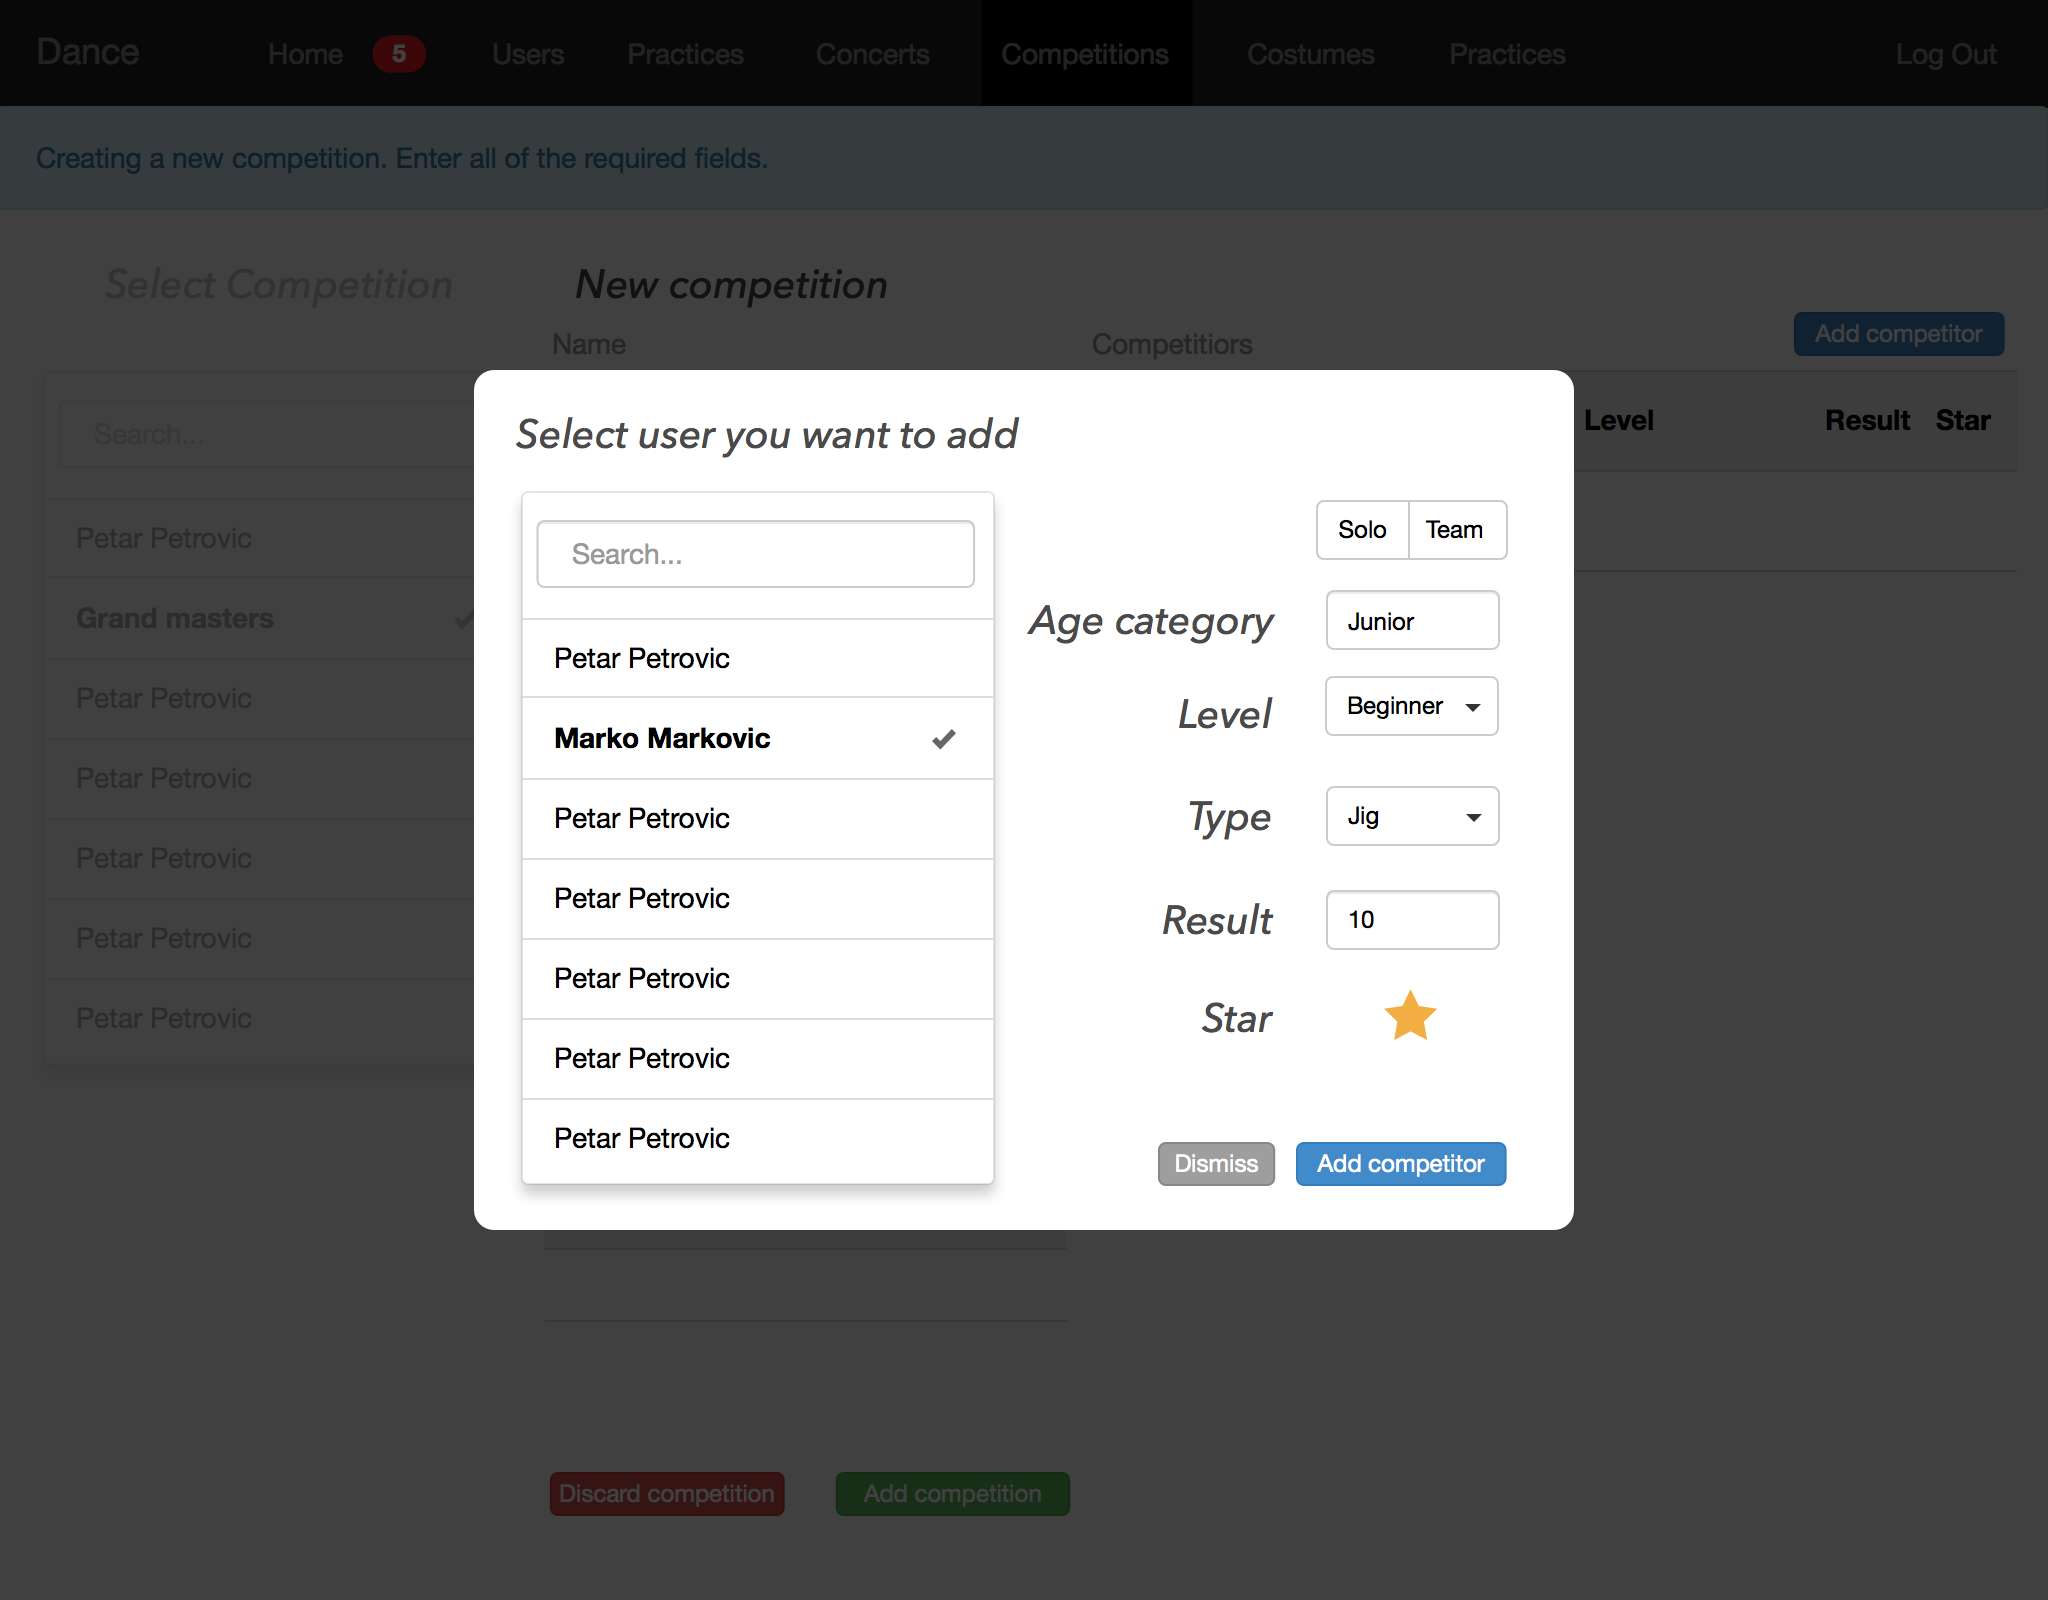 Dance Home 5 Users Practices Concerts Competitions Costumes Practices Log Out
Creating a new competition. Enter all of the required fields.
Select Competition
New competition
Name
Competitiors
Add competitor
Search...
Petar Petrovic
Grand masters
Petar Petrovic
Petar Petrovic
Petar Petrovic
Petar Petrovic
Petar Petrovic
Level Result Star
Select user you want to add
Search...
Petar Petrovic
Marko Markovic
Petar Petrovic
Petar Petrovic
Petar Petrovic
Petar Petrovic
Petar Petrovic
Solo Team
Age category Junior
Level Beginner
Type Jig
Result 10
Star
Dismiss Add competitor
Discard competition Add competition